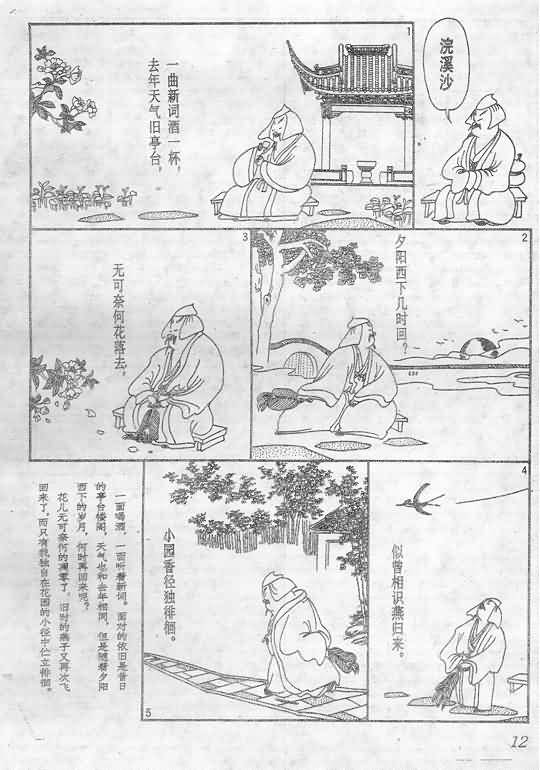 浣溪沙
1
一曲新词酒一杯，
去年天气旧亭台，
2
夕阳西下几时回？
3
无可奈何花落去，
4
似曾相识燕归来。
5
小园香径独徘徊。
一面喝酒，一面听着新词。面对的依旧是昔日
的亭台楼阁，天气也和去年相同，但是随着夕阳
西下的岁月，何时再回来呢？
花儿无可奈何的凋零了，旧时的燕子又再次飞
回来了，而只有我独自在花园的小径中伫立徘徊。
12